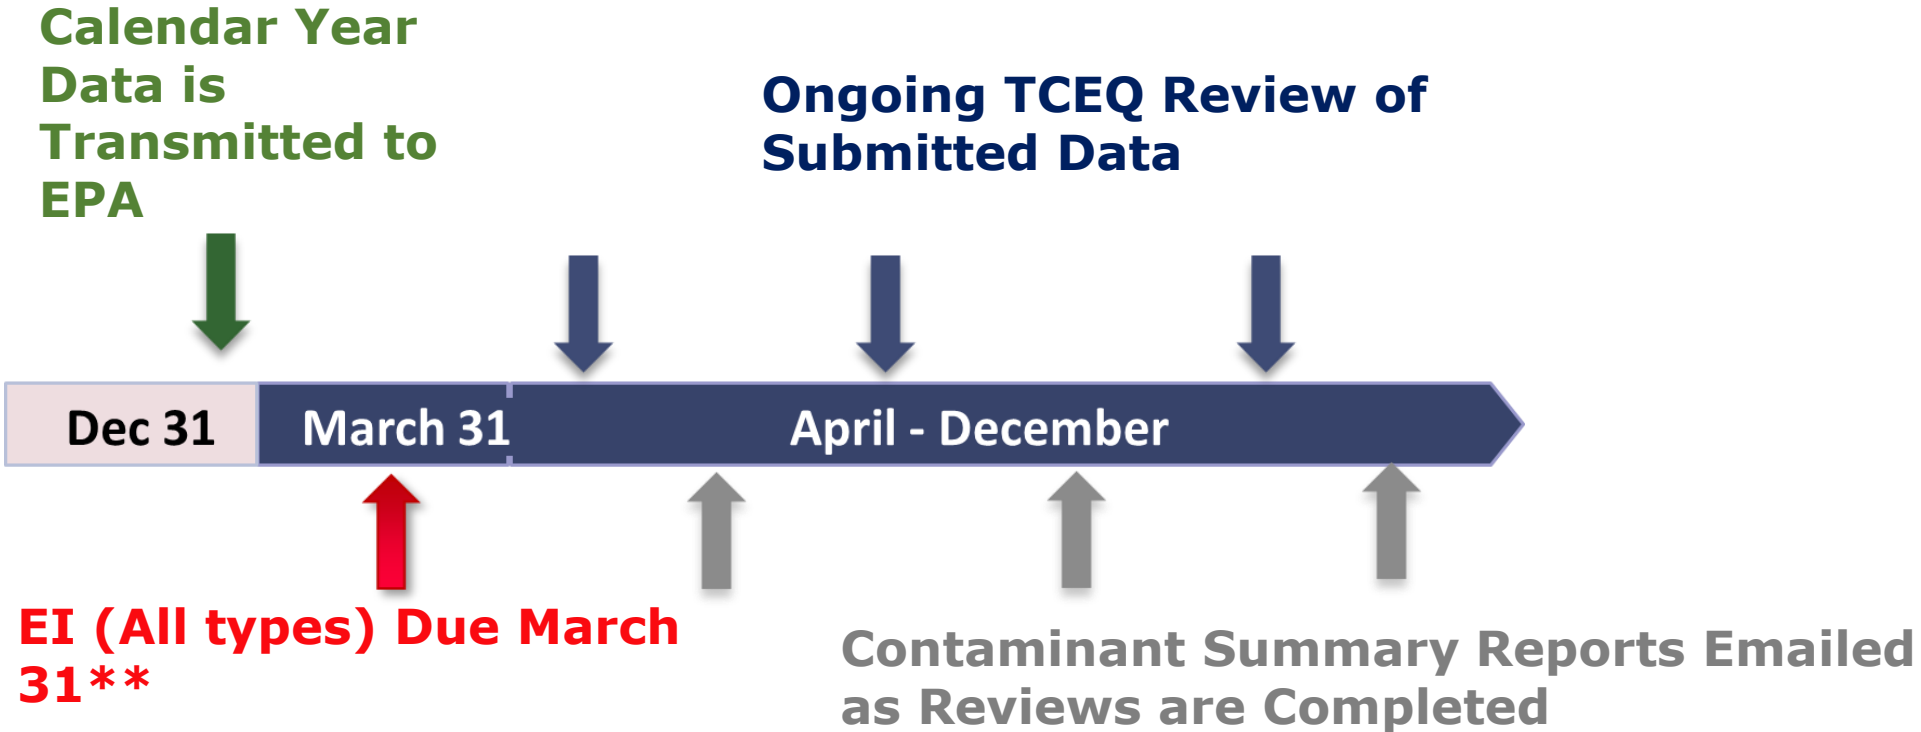 Calendar Year
Data is
Transmitted to
EPA
Ongoing TCEQ Review of
Submitted Data
Dec 31
March 31
April - December
EI (All types) Due March
31**
Contaminant Summary Reports Emailed
as Reviews are Completed